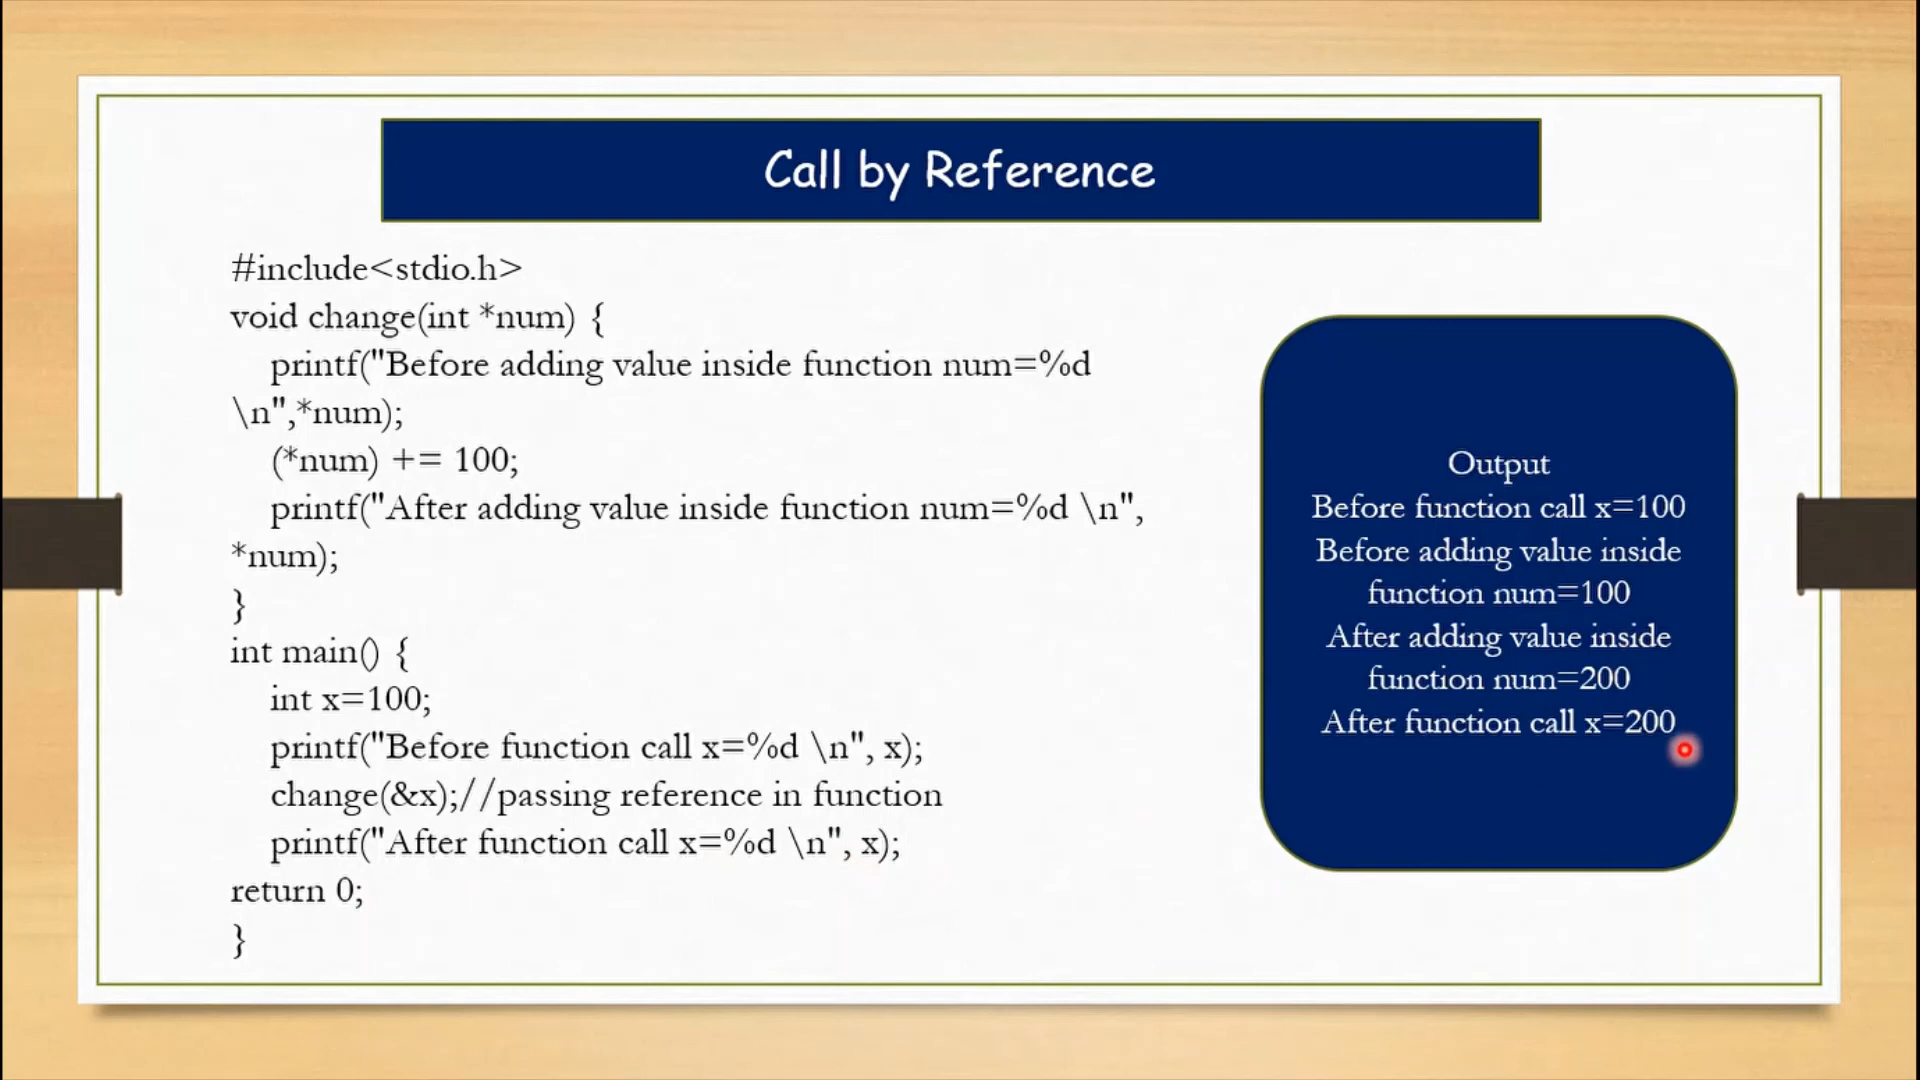 Call by Reference
#include<stdio.h>
void change(int *num) {
printf("Before adding value inside function num=%d
\n",*num);
(*num) += 100;
printf("After adding value inside function num=%d \n",
*num);
}
int main() {
int x=100;
printf("Before function call x=%d \n", x);
change(&x);//passing reference in function
printf("After function call x=%d \n", x);
return 0;
}
Output
Before function call x=100
Before adding value inside
function num=100
After adding value inside
function num=200
After function call x=200